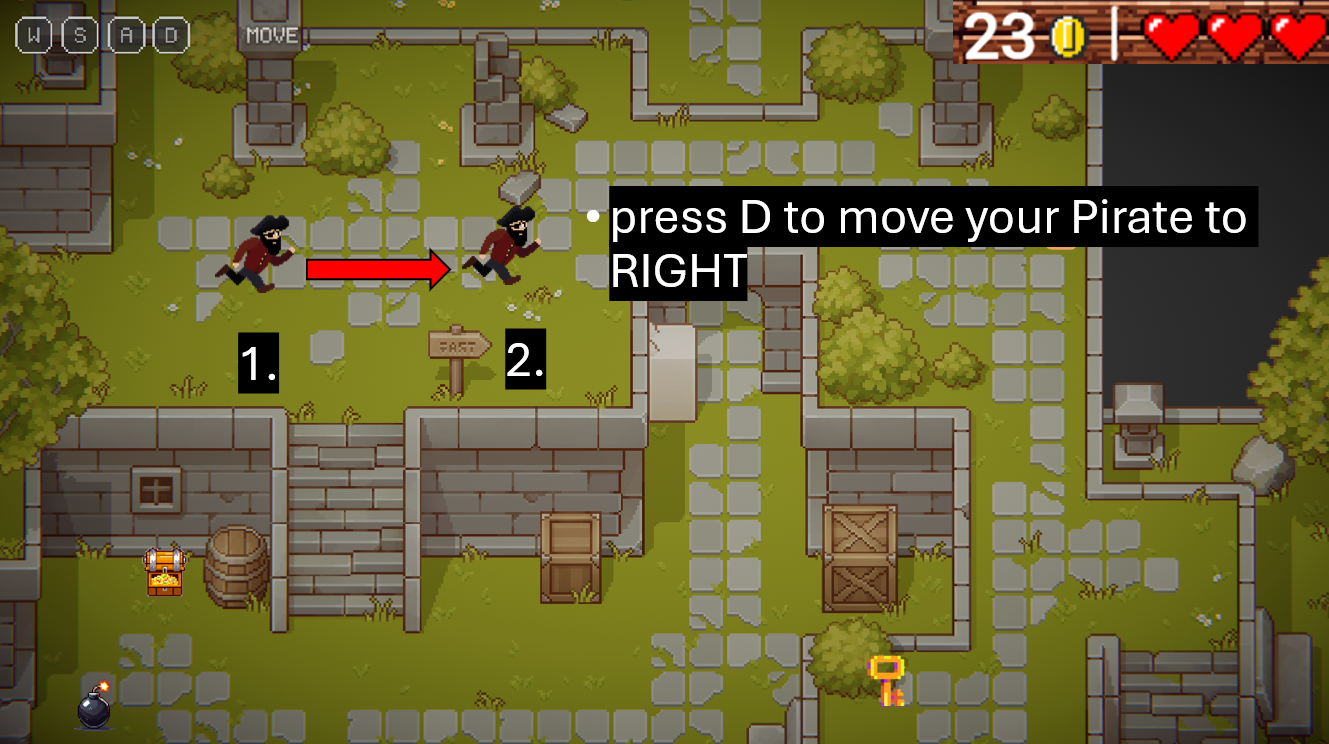 W S A D MOVE
23
• press D to move your Pirate to
RIGHT
1.
2.